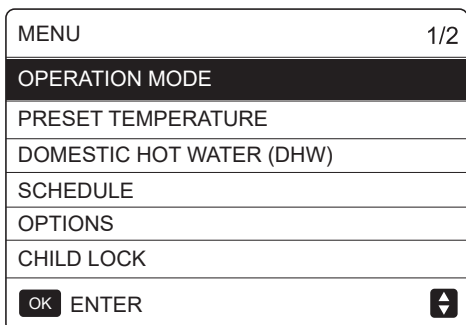 MENU 1/2
OPERATION MODE
PRESET TEMPERATURE
DOMESTIC HOT WATER (DHW)
SCHEDULE
OPTIONS
CHILD LOCK
OK ENTER